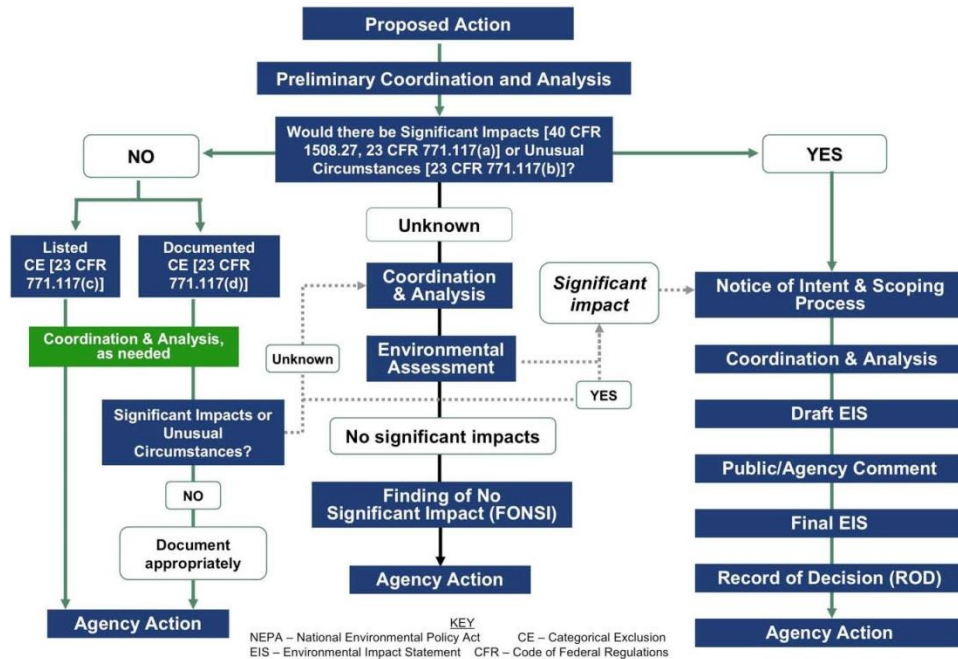 Proposed Action
Preliminary Coordination and Analysis
Would there be Significant Impacts [40 CFR
1508.27, 23 CFR 771.117(a)] or Unusual
Circumstances [23 CFR 771.117(b)]?
NO
YES
Unknown
Listed
CE [23 CFR
771.117(c)]
Documented
CE [23 CFR
771.117(d)]
Coordination & Analysis,
as needed
Significant Impacts or
Unusual
Circumstances?
NO
Document
appropriately
Agency Action
Unknown
Coordination
& Analysis
Environmental
Assessment
YES
Significant
impact
No significant impacts
Finding of No
Significant Impact (FONSI)
Agency Action
Notice of Intent & Scoping
Process
Coordination & Analysis
Draft EIS
Public/Agency Comment
Final EIS
Record of Decision (ROD)
Agency Action
KEY
NEPA – National Environmental Policy Act CE – Categorical Exclusion
EIS – Environmental Impact Statement CFR – Code of Federal Regulations